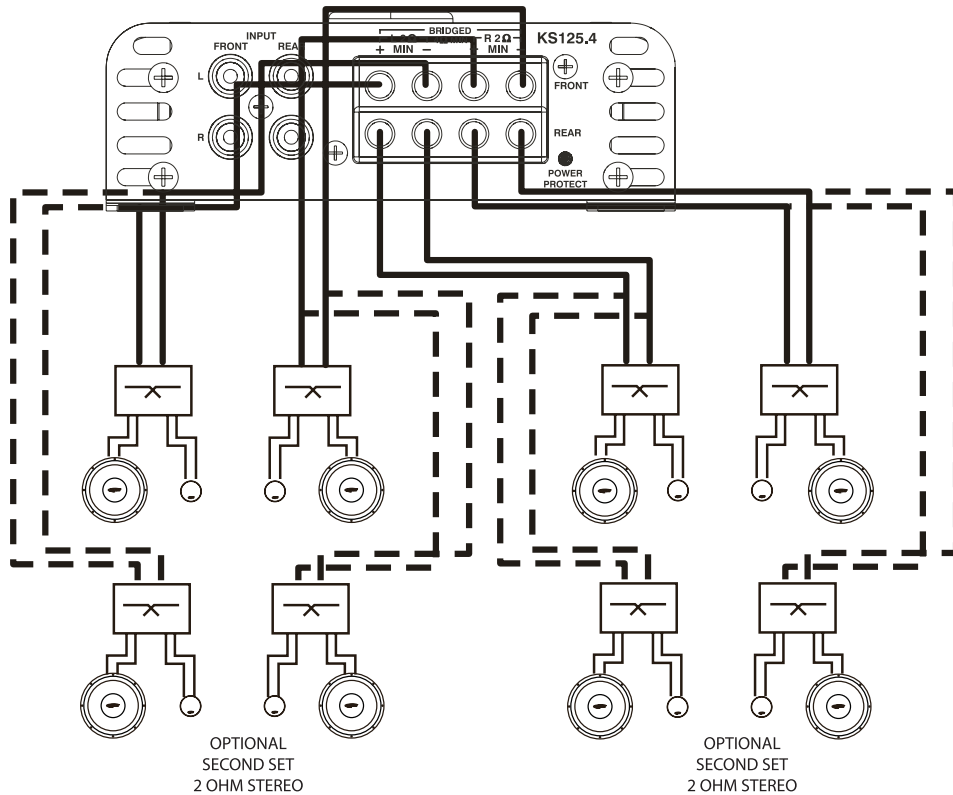 BRIDGED
INPUT
FRONT
REA
R 2Ω
KS125.4
+ MIN –
MIN –
L
FRONT
R
REAR
POWER
PROTECT
OPTIONAL
SECOND SET
2 OHM STEREO
OPTIONAL
SECOND SET
2 OHM STEREO